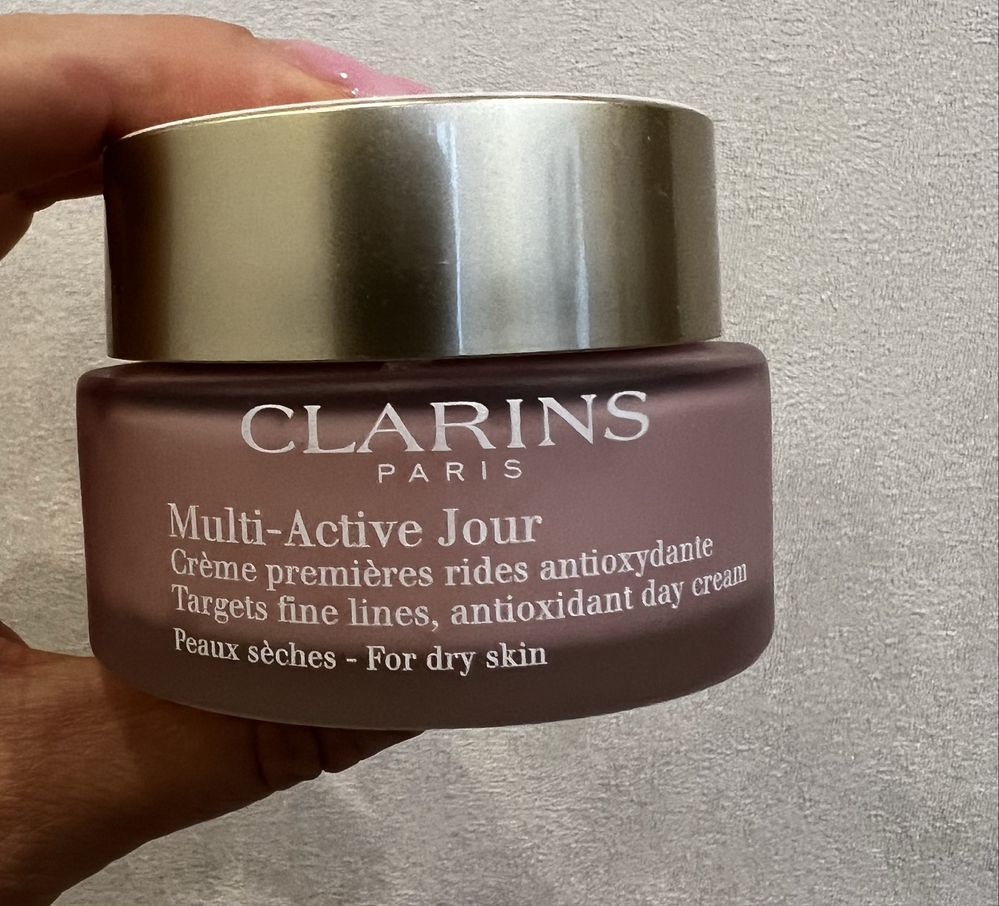 CLARINS
PARIS
Multi-Active Jour
Crème premières rides antioxydante
Targets fine lines, antioxidant day cream
Peaux sèches - For dry skin